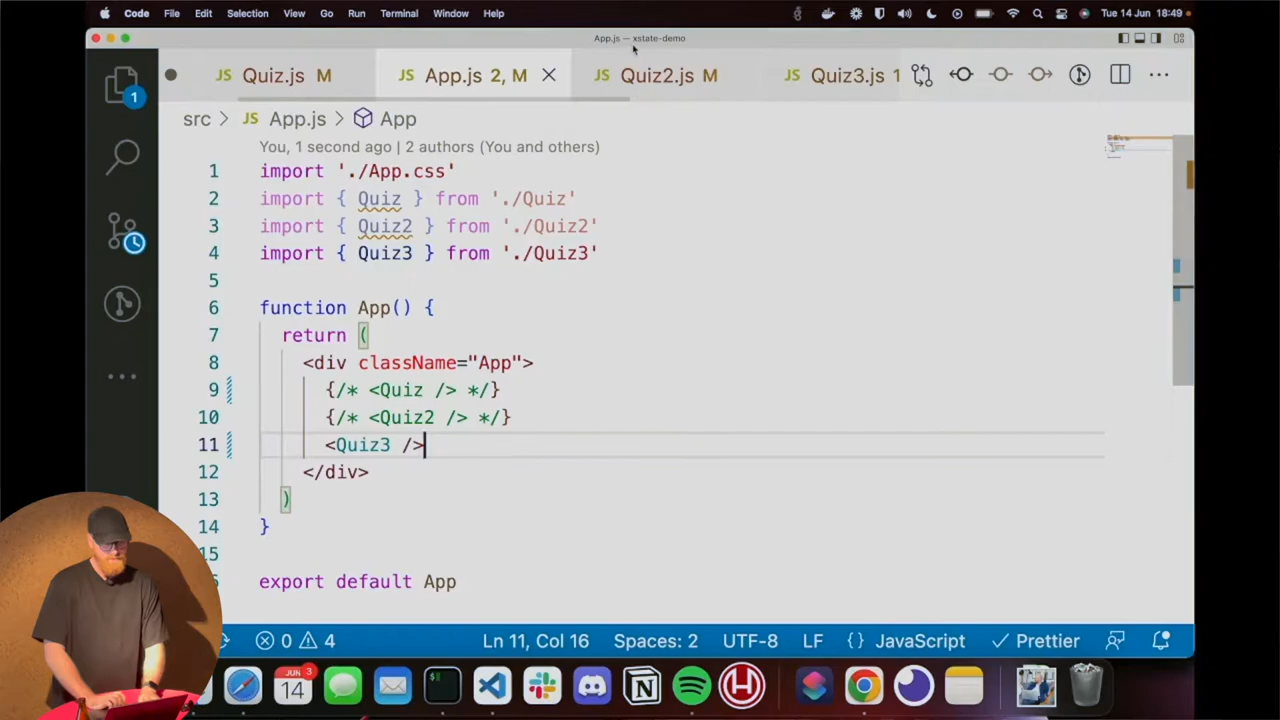 Code File Edit Selection View Go Run Terminal Window Help Tue 14 Jun 18:49
App.js — xstate-demo
JS Quiz.js M JS App.js 2, M JS Quiz2.js M JS Quiz3.js 1
1
src > JS App.js > App
You, 1 second ago | 2 authors (You and others)
1 import './App.css'
2 import { Quiz } from './Quiz'
3 import { Quiz2 } from './Quiz2'
4 import { Quiz3 } from './Quiz3'
5
6 function App() {
7 return (
8 <div className="App">
9 {/* <Quiz /> */}
10 {/* <Quiz2 /> */}
11 <Quiz3 />
12 </div>
13 )
14 }
15
export default App
0 4 Ln 11, Col 16 Spaces: 2 UTF-8 LF {} JavaScript Prettier
JUN 3
14